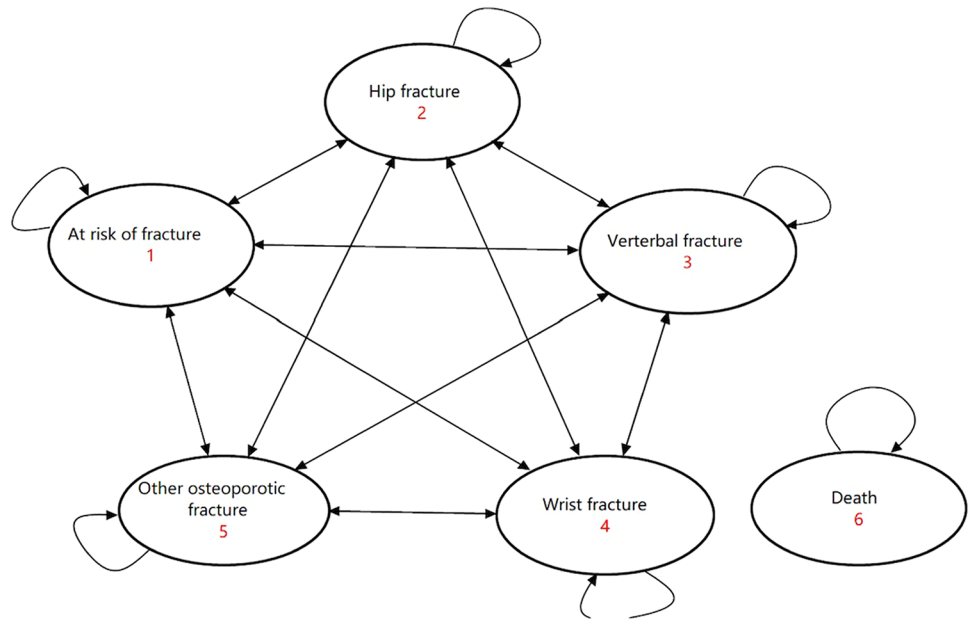 Hip fracture
2
At risk of fracture
1
Verterbal fracture
3
Other osteoporotic
fracture
5
Wrist fracture
4
Death
6